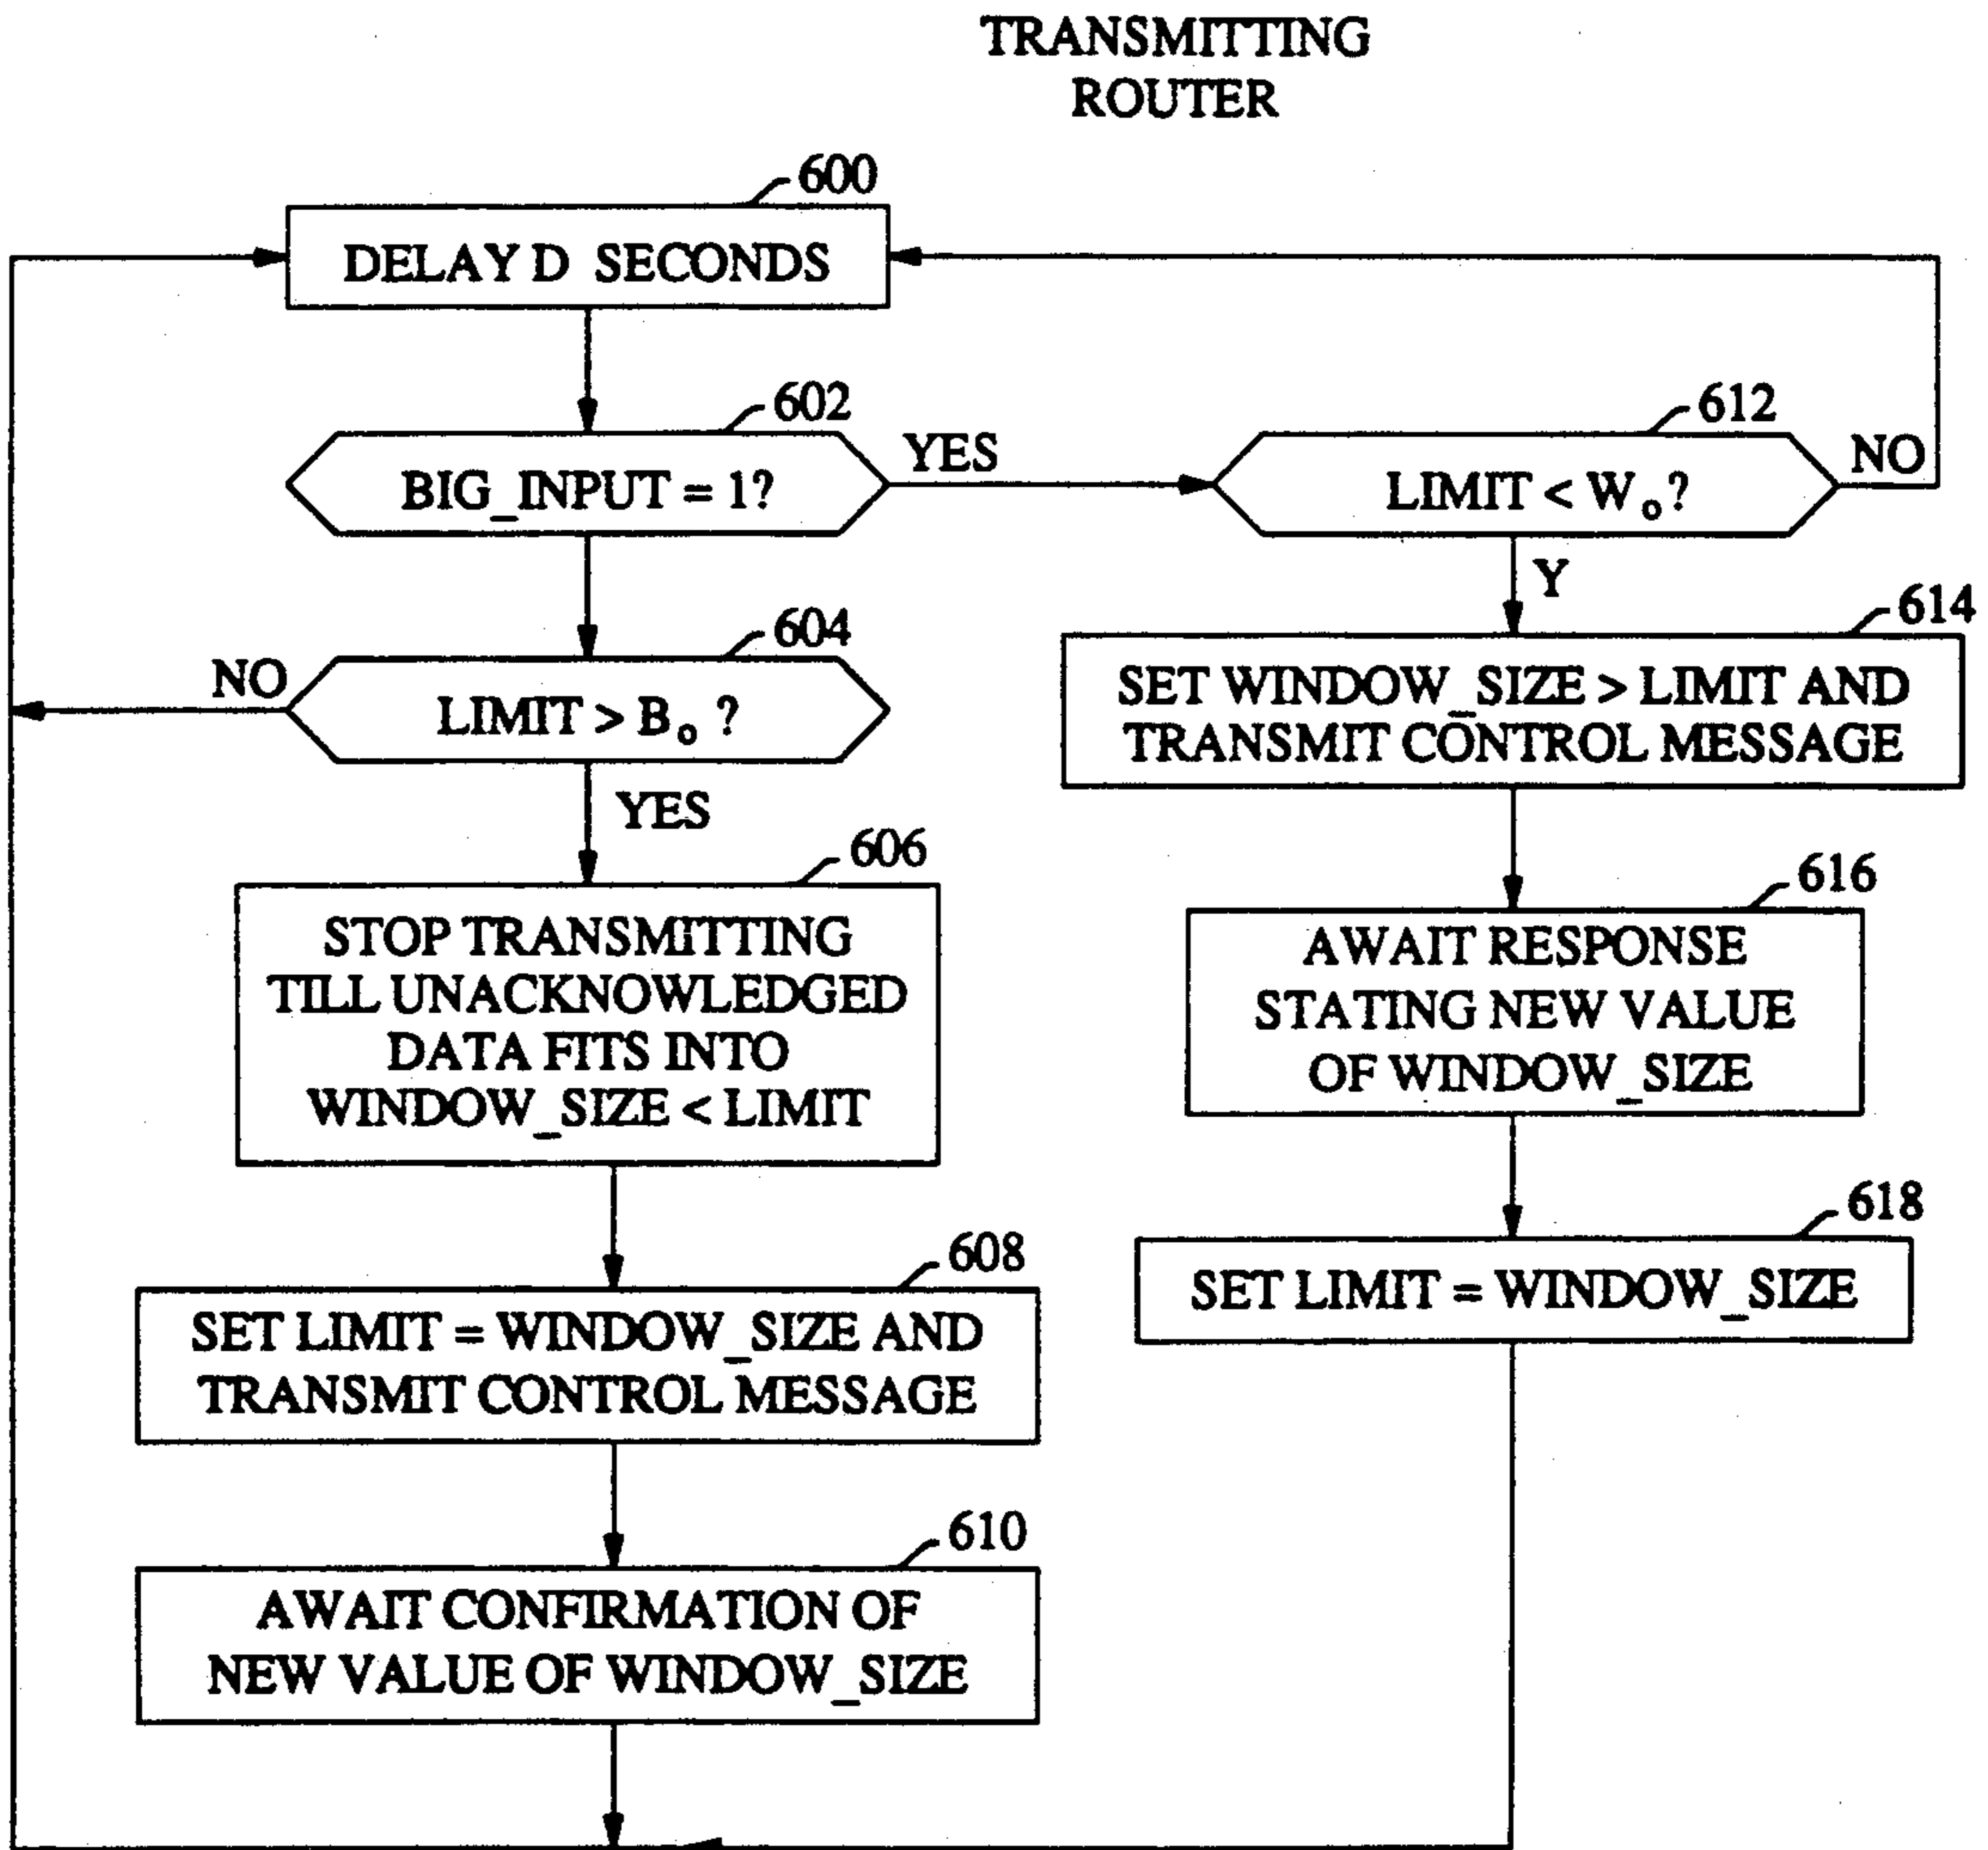 TRANSMITTING
ROUTER
600
DELAY D SECONDS
602
BIG_INPUT = 1?
YES
612
LIMIT < Wo?
NO
Y
604
NO
LIMIT > Bo ?
YES
614
SET WINDOW_SIZE > LIMIT AND
TRANSMIT CONTROL MESSAGE
606
STOP TRANSMITTING
TILL UNACKNOWLEDGED
DATA FITS INTO
WINDOW_SIZE < LIMIT
616
AWAIT RESPONSE
STATING NEW VALUE
OF WINDOW_SIZE
608
SET LIMIT = WINDOW_SIZE AND
TRANSMIT CONTROL MESSAGE
618
SET LIMIT = WINDOW_SIZE
610
AWAIT CONFIRMATION OF
NEW VALUE OF WINDOW_SIZE